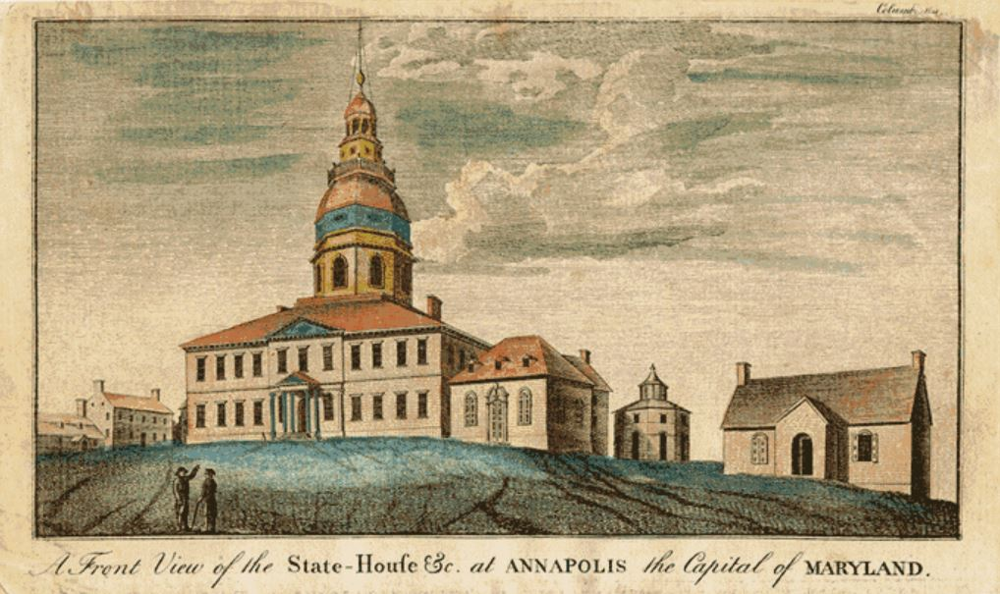 A Front View of the State-Houſe &c. at ANNAPOLIS the Capital of MARYLAND.